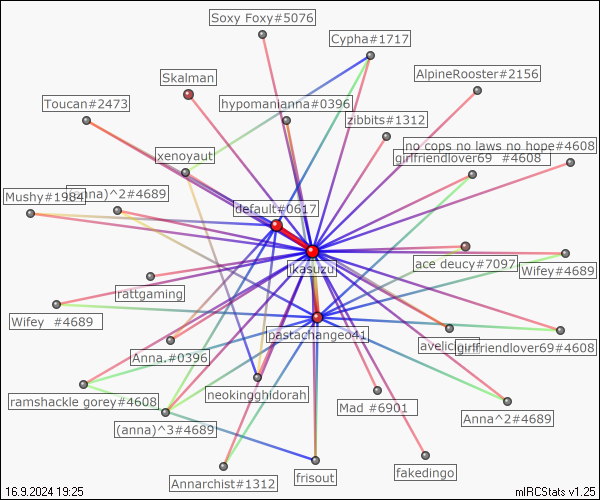 Soxy Foxy#5076
Cypha#1717
AlpineRooster#2156
Skalman
Toucan#2473
hypomanianna#0396
zibbits#1312
no cops no laws no hope#4608
xenoyaut
girlfriendlover69 #4608
Mushy#1984
nna)^2#4689
default#0617
ikasuzu
ace deucy#7097
Wifey#4689
rattgaming
Wifey #4689
pastachangeo41
avelic
girlfriendlover69#4608
Anna.#0396
neokingghidorah
ramshackle gorey#4608
Mad #6901
Anna^2#4689
(anna)^3#4689
Annarchist#1312
frisout
fakedingo
16.9.2024 19:25
mIRCStats v1.25